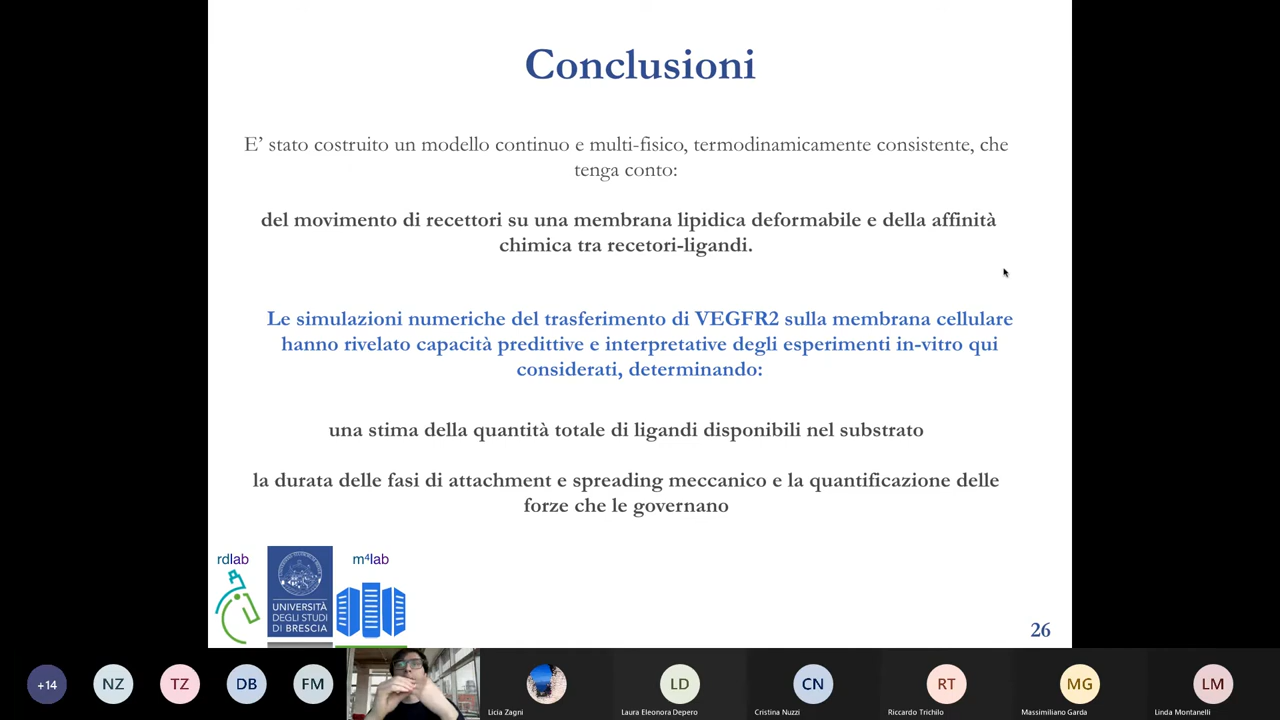 Conclusioni
E' stato costruito un modello continuo e multi-fisico, termodinamicamente consistente, che
tenga conto:
del movimento di recettori su una membrana lipidica deformabile e della affinità
chimica tra recetori-ligandi.
Le simulazioni numeriche del trasferimento di VEGFR2 sulla membrana cellulare
hanno rivelato capacità predittive e interpretative degli esperimenti in-vitro qui
considerati, determinando:
una stima della quantità totale di ligandi disponibili nel substrato
la durata delle fasi di attachment e spreading meccanico e la quantificazione delle
forze che le governano
rdlab
UNIVERSITÀ
DEGLI STUDI
DI BRESCIA
m⁴lab
26
+14
NZ
TZ
DB
FM
Licia Zagni
LD
Laura Eleonora Depero
CN
Cristina Nuzzi
RT
Riccardo Trichilo
MG
Massimiliano Garda
LM
Linda Montanelli